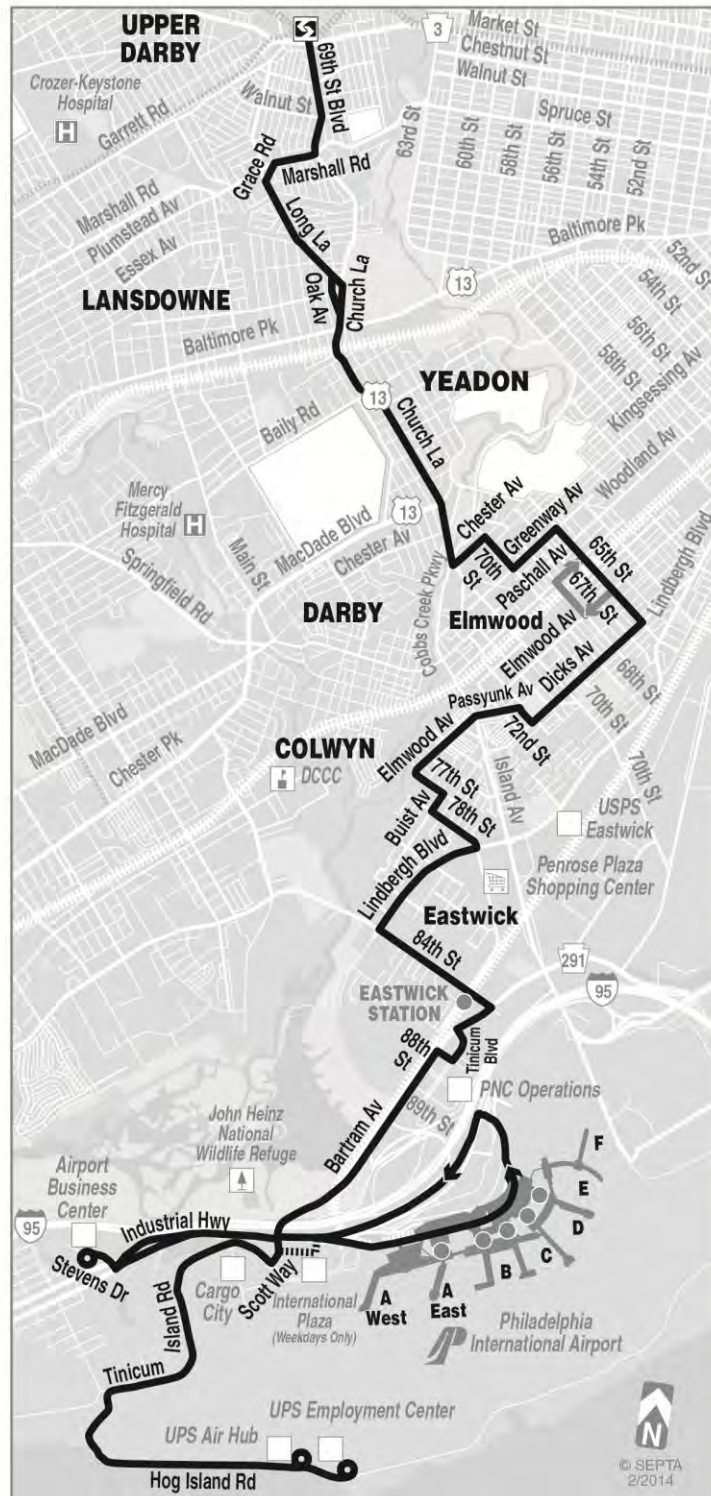 UPPER
DARBY
3
Market St
Chestnut St
Walnut St
69th St Blvd
Crozer-Keystone
Hospital
H
Garrett Rd
Walnut St
Spruce St
63rd St
60th St
58th St
56th St
54th St
52nd St
Grace Rd
Marshall Rd
Marshall Rd
Plumstead Av
Essex Av
Long La
Baltimore Pk
LANSDOWNE
Oak Av
Church La
13
52nd St
54th St
56th St
58th St
Kingsessing Av
Baltimore Pk
YEADON
13
Baily Rd
Church La
Woodland Av
Mercy
Fitzgerald
Hospital
H
MacDade Blvd
13
Chester Av
Main St
Chester Av
Greenway Av
65th St
Lindbergh Blvd
Springfield Rd
70th
St
Paschall Av
67th St
DARBY
Cobbs Creek Pkwy
Elmwood
Elmwood Av
Dicks Av
68th St
70th St
Passyunk Av
72nd St
70th St
MacDade Blvd
Chester Pk
COLWYN
DCCC
Elmwood Av
77th St
Island Av
Buist Av
78th St
USPS
Eastwick
Lindbergh Blvd
Penrose Plaza
Shopping Center
Eastwick
84th St
291
95
EASTWICK
STATION
88th
St
Tinicum
Blvd
PNC Operations
89th St
John Heinz
National
Wildlife Refuge
Bartram Av
Airport
Business
Center
F
E
D
C
B
A
East
A
West
95
Industrial Hwy
Stevens Dr
Cargo
City
Scott Way
International
Plaza
(Weekdays Only)
Philadelphia
International Airport
Island Rd
Tinicum
UPS Employment Center
UPS Air Hub
Hog Island Rd
N
© SEPTA
2/2014